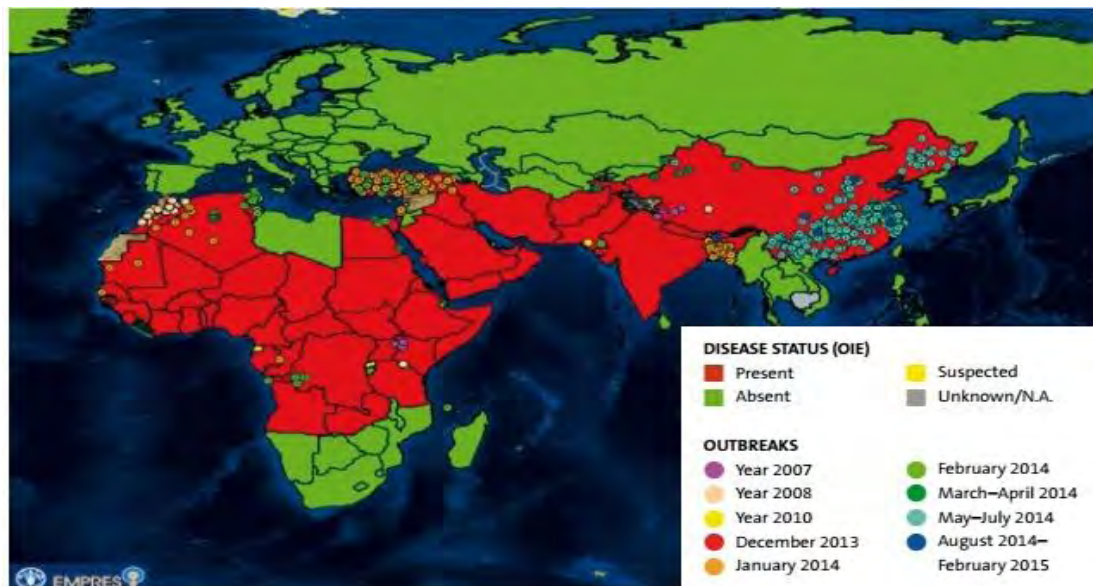 DISEASE STATUS (OIE)
Present
Suspected
Absent
Unknown/N.A.
OUTBREAKS
Year 2007
February 2014
Year 2008
March–April 2014
Year 2010
May–July 2014
December 2013
August 2014–
January 2014
February 2015
EMPRES